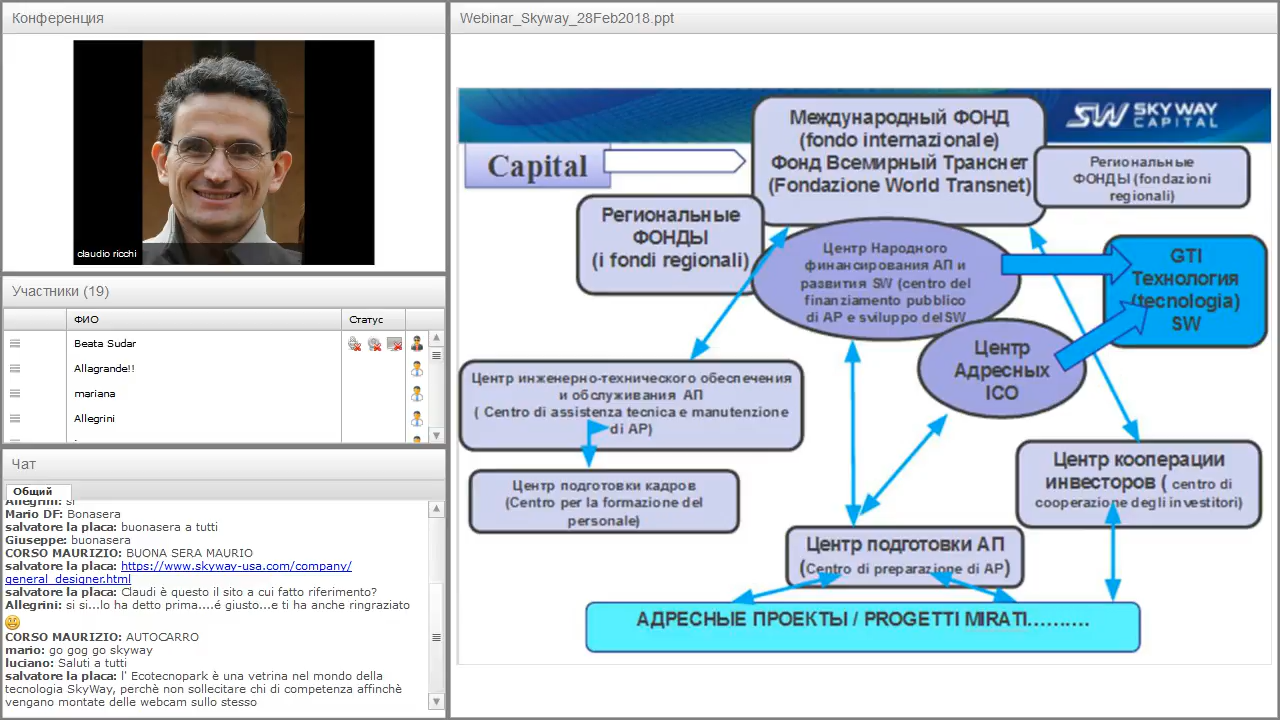 Конференция
claudio ricchi
Участники (19)
ФИО
Статус
Beata Sudar
Allagrande!!
mariana
Allegrini
Чат
Общий
Allegrini: si
Mario DF: Bonasera
salvatore la placa: buonasera a tutti
Giuseppe: buonasera
CORSO MAURIZIO: BUONA SERA MAURIO
salvatore la placa: https://www.skyway-usa.com/company/
general_designer.html
salvatore la placa: Claudi è questo il sito a cui fatto riferimento?
Allegrini: si si...lo ha detto prima....é giusto...e ti ha anche ringraziato
CORSO MAURIZIO: AUTOCARRO
mario: go gog go skyway
luciano: Saluti a tutti
salvatore la placa: l' Ecotecnopark è una vetrina nel mondo della
tecnologia SkyWay, perchè non sollecitare chi di competenza affinchè
vengano montate delle webcam sullo stesso
Webinar_Skyway_28Feb2018.ppt
SW SKY WAY
CAPITAL
Capital
Международный ФОНД
(fondo internazionale)
Фонд Всемирный Транснет
(Fondazione World Transnet)
Региональные
ФОНДЫ (fondazioni
regionali)
Региональные
ФОНДЫ
(i fondi regionali)
Центр Народного
финансирования АП и
развития SW (centro del
finanziamento pubblico
di AP e sviluppo del SW
GTI
Технология
(tecnologia)
SW
Центр
Адресных
ICO
Центр инженерно-технического обеспечения
и обслуживания АП
( Centro di assistenza tecnica e manutenzione
di AP)
Центр подготовки кадров
(Centro per la formazione del
personale)
Центр кооперации
инвесторов ( centro di
cooperazione degli investitori)
Центр подготовки АП
(Centro di preparazione di AP)
АДРЕСНЫЕ ПРОЕКТЫ / PROGETTI MIRATI..........